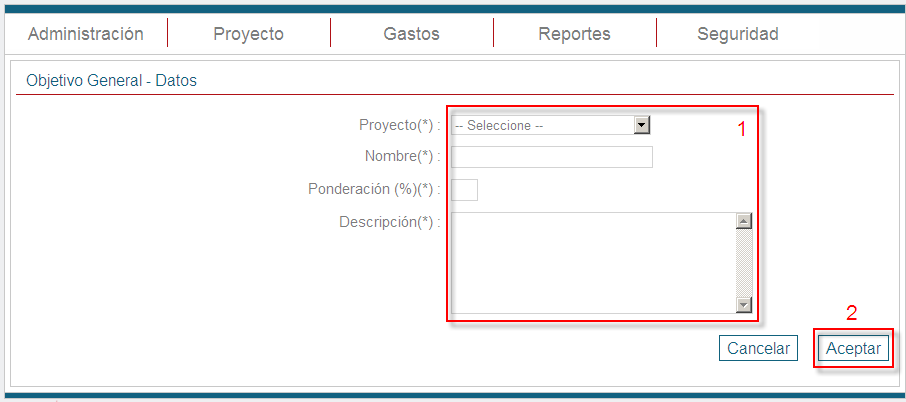 Administración Proyecto Gastos Reportes Seguridad
Objetivo General - Datos
Proyecto(*) : -- Seleccione -- 1
Nombre(*) :
Ponderación (%)(*) :
Descripción(*) :
2
Cancelar Aceptar